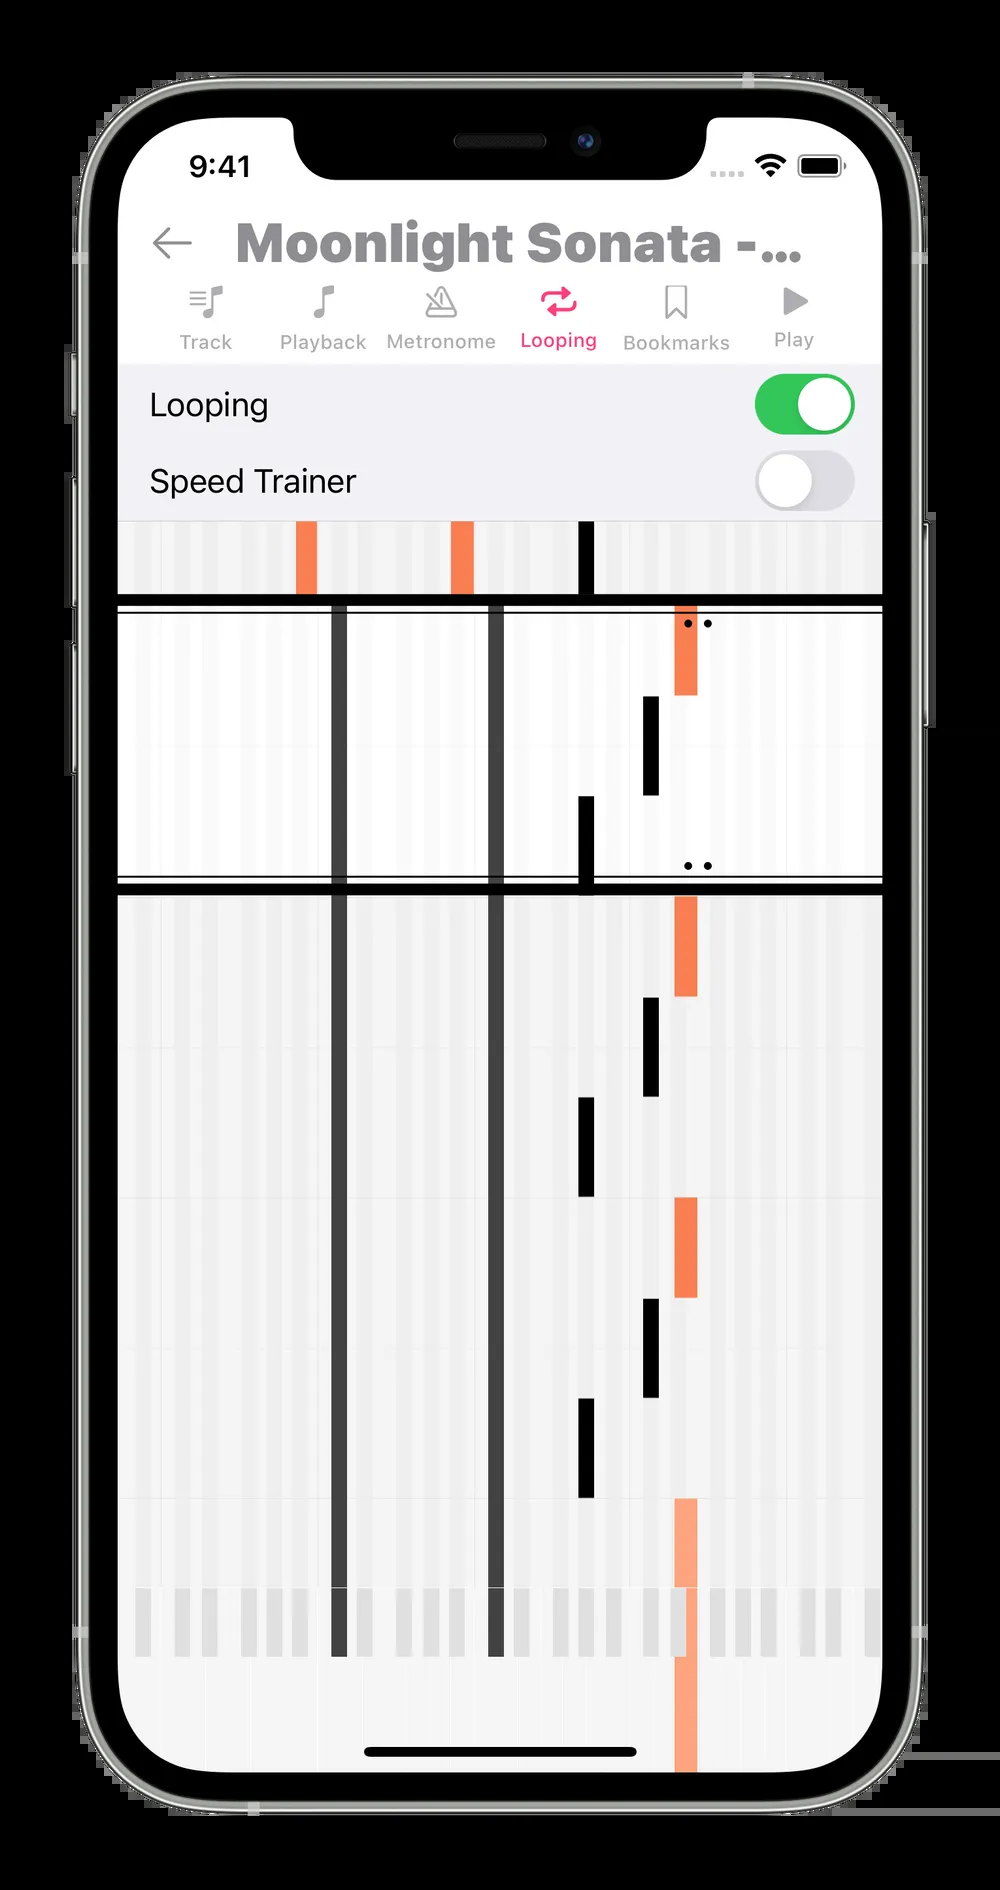 9:41
Moonlight Sonata -...
Track Playback Metronome Looping Bookmarks Play
Looping
Speed Trainer